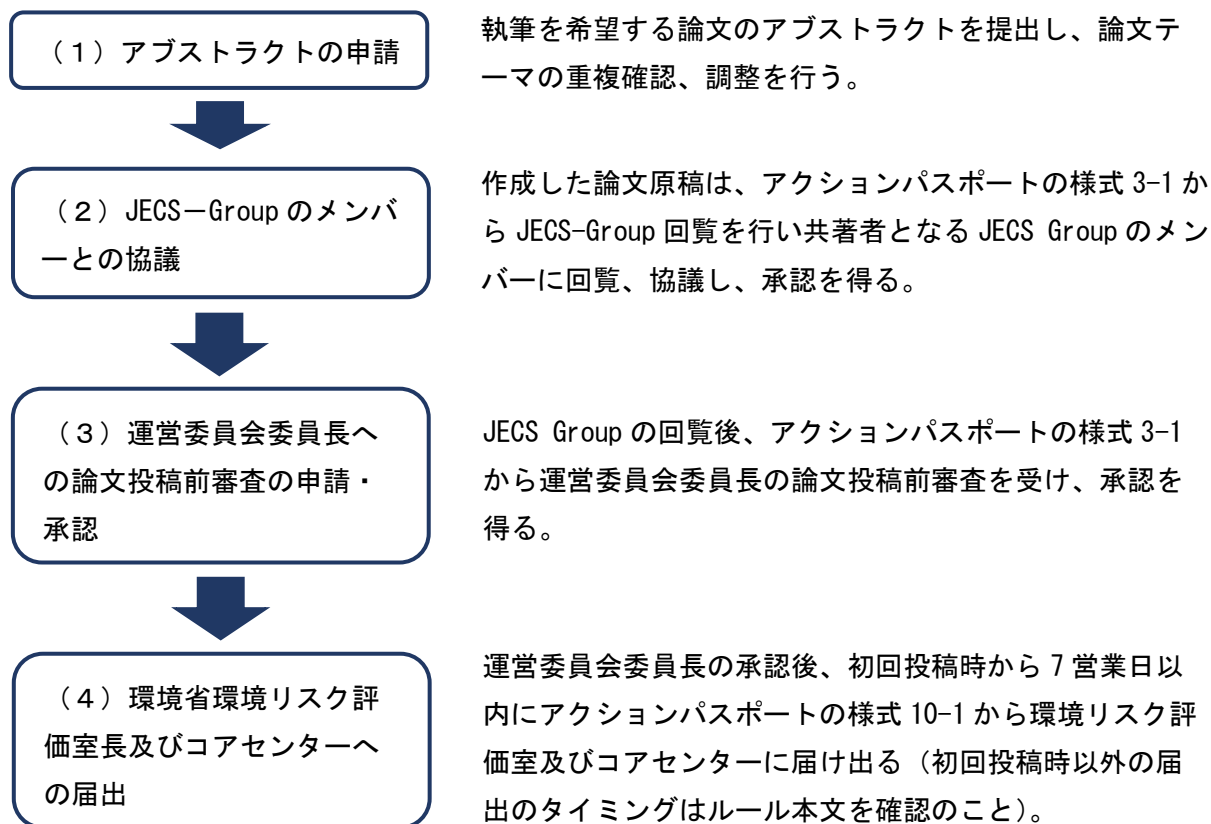 （１）アブストラクトの申請
執筆を希望する論文のアブストラクトを提出し、論文テ
ーマの重複確認、調整を行う。
（２）JECS－Group のメンバ
ーとの協議
作成した論文原稿は、アクションパスポートの様式 3-1 か
ら JECS-Group 回覧を行い共著者となる JECS Group のメン
バーに回覧、協議し、承認を得る。
（３）運営委員会委員長へ
の論文投稿前審査の申請・
承認
JECS Group の回覧後、アクションパスポートの様式 3-1
から運営委員会委員長の論文投稿前審査を受け、承認を
得る。
（４）環境省環境リスク評
価室長及びコアセンターへ
の届出
運営委員会委員長の承認後、初回投稿時から 7 営業日以
内にアクションパスポートの様式 10-1 から環境リスク評
価室及びコアセンターに届け出る（初回投稿時以外の届
出のタイミングはルール本文を確認のこと）。